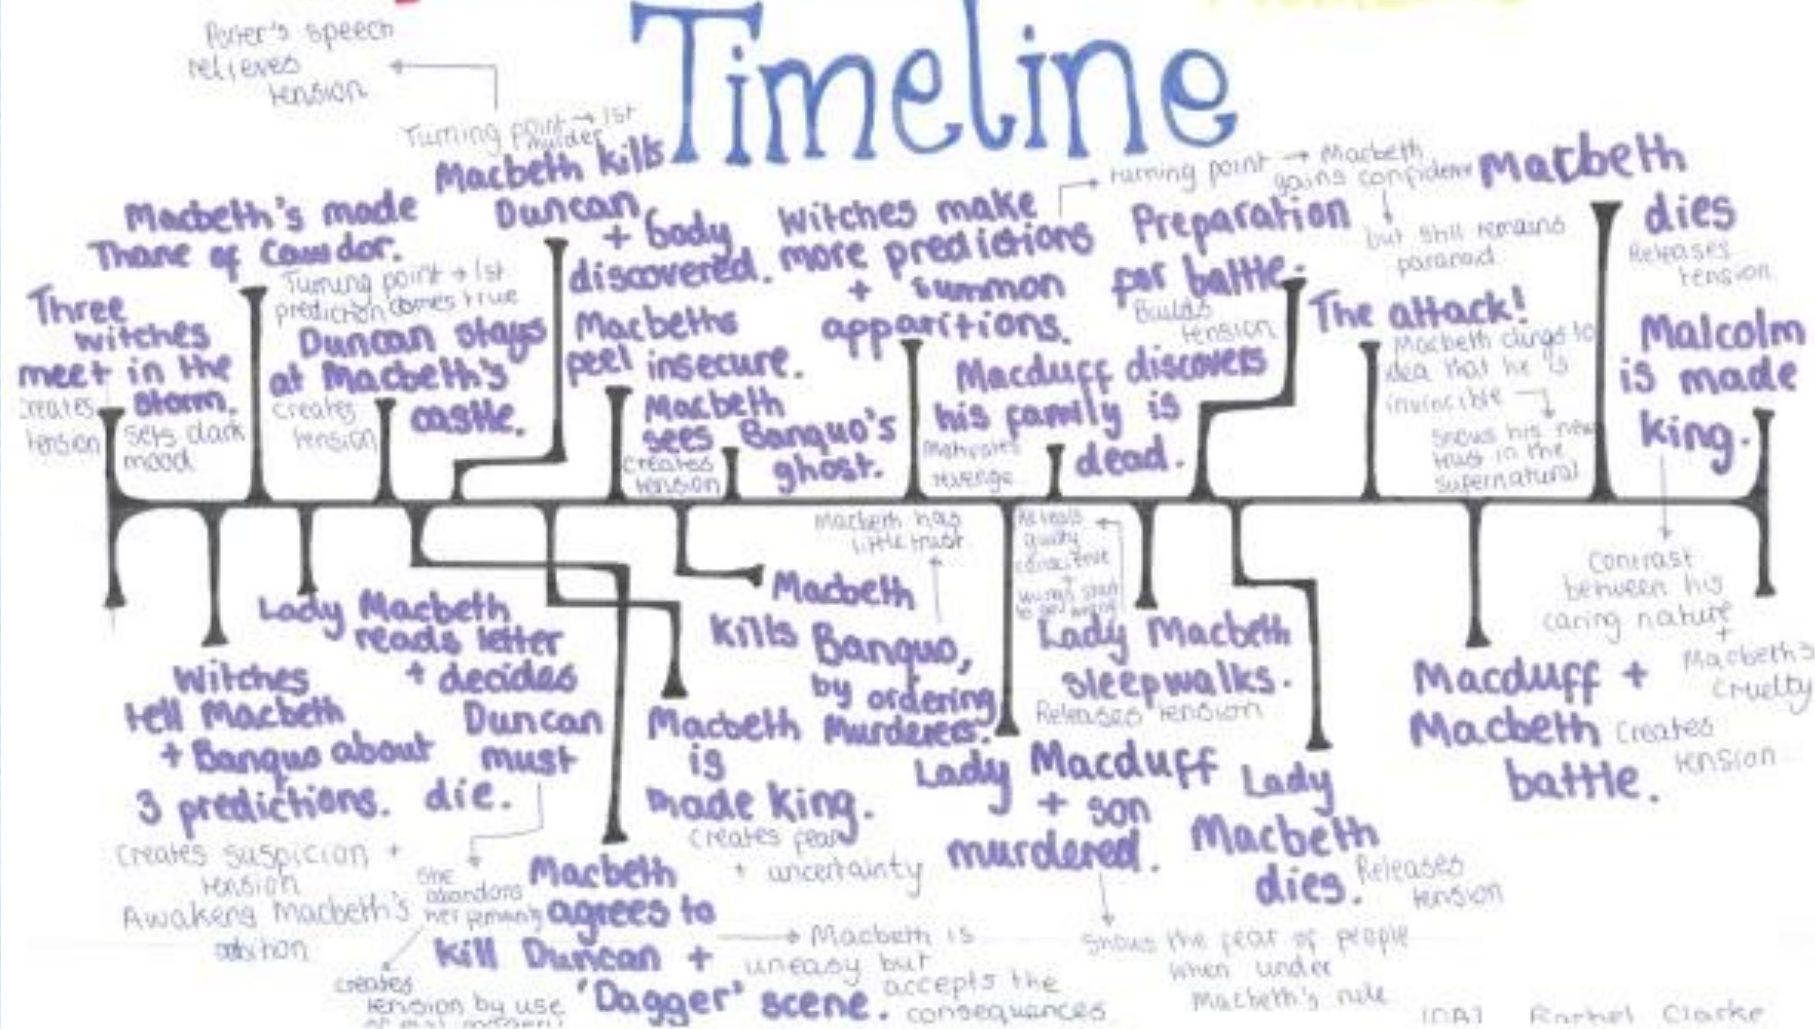 Timeline
Porter's speech
relieves
tension
Turning point → 1st
murder
Macbeth kills
Duncan
+ body
discovered.
Macbeth's made
Thane of Cawdor.
Turning point → 1st
prediction comes true
Three
witches
meet in the
storm.
creates
tension
sets dark
mood
Duncan stays
at Macbeth's
castle.
creates
tension
Macbeths
feel insecure.
Macbeth
sees Banquo's
ghost.
creates
tension
Witches make
more predictions
+ summon
apparitions.
turning point → Macbeth
gains confidence
but still remains
paranoid
Macduff discovers
his family is
dead.
Motivates
revenge
Preparation
for battle.
Builds
tension
The attack!
Macbeth clings to
idea that he is
invincible
shows his new
trust in the
supernatural
Macbeth
dies
Releases
tension
Malcolm
is made
king.
Contrast
between his
caring nature
+
Macbeth's
cruelty
Witches
tell Macbeth
+ Banquo about
3 predictions.
Creates suspicion +
tension
Awakens Macbeth's
ambition
Lady Macbeth
reads letter
+ decides
Duncan
must
die.
she
abandons
her
creates
tension by use
of
Macbeth
agrees to
kill Duncan +
'Dagger' scene.
Macbeth is
uneasy but
accepts the
consequences
Macbeth
is
made king.
creates fear
+ uncertainty
Macbeth
kills Banquo,
by ordering
Murderers.
Macbeth has
little trust
Lady Macduff
+ son
murdered.
shows the fear of people
when under
Macbeth's rule
Reveals
guilty
things start
to go
Lady Macbeth
sleepwalks.
Releases tension
Lady
Macbeth
dies.
Releases
tension
Macduff +
Macbeth
battle.
Creates
tension
Rachel Clarke